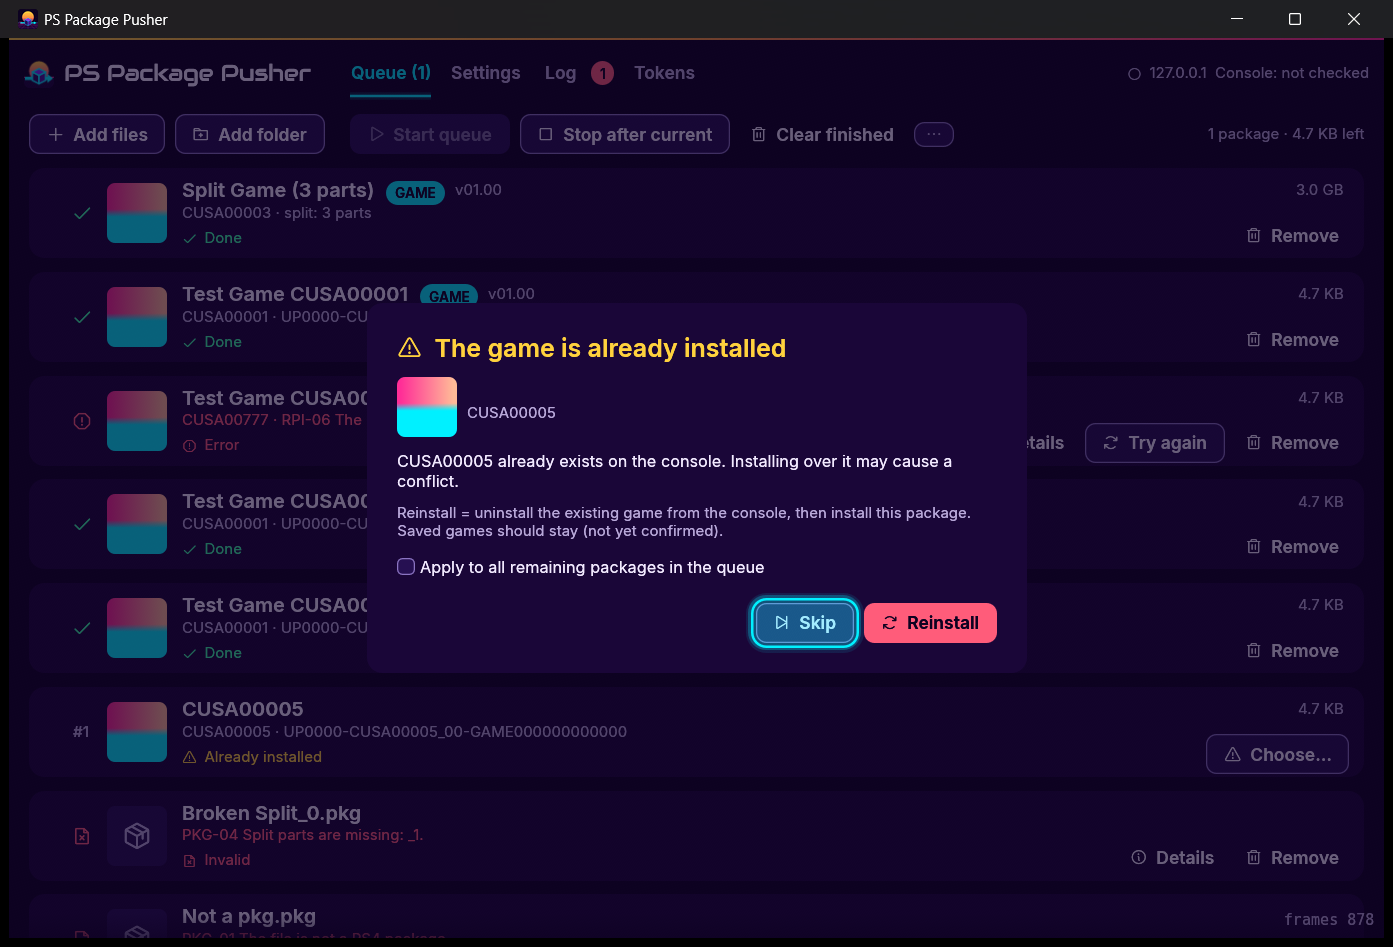 PS Package Pusher
PS Package Pusher Queue (1) Settings Log 1 Tokens 127.0.0.1 Console: not checked
Add files Add folder Start queue Stop after current Clear finished ··· 1 package · 4.7 KB left
Split Game (3 parts) GAME v01.00 3.0 GB
CUSA00003 · split: 3 parts
Done Remove
Test Game CUSA00001 GAME v01.00 4.7 KB
CUSA00001 · UP0000-CU
Done Remove
The game is already installed
CUSA00005
CUSA00005 already exists on the console. Installing over it may cause a
conflict.
Reinstall = uninstall the existing game from the console, then install this package.
Saved games should stay (not yet confirmed).
Apply to all remaining packages in the queue
Skip Reinstall
Test Game CUSA0 4.7 KB
CUSA00777 · RPI-06 The
Error etails Try again Remove
Test Game CUSA00 4.7 KB
CUSA00001 · UP0000-CU
Done Remove
Test Game CUSA00 4.7 KB
CUSA00001 · UP0000-CU
Done Remove
#1 CUSA00005 4.7 KB
CUSA00005 · UP0000-CUSA00005_00-GAME000000000000
Already installed Choose...
Broken Split_0.pkg
PKG-04 Split parts are missing: _1.
Invalid Details Remove
Not a pkg.pkg
frames 878